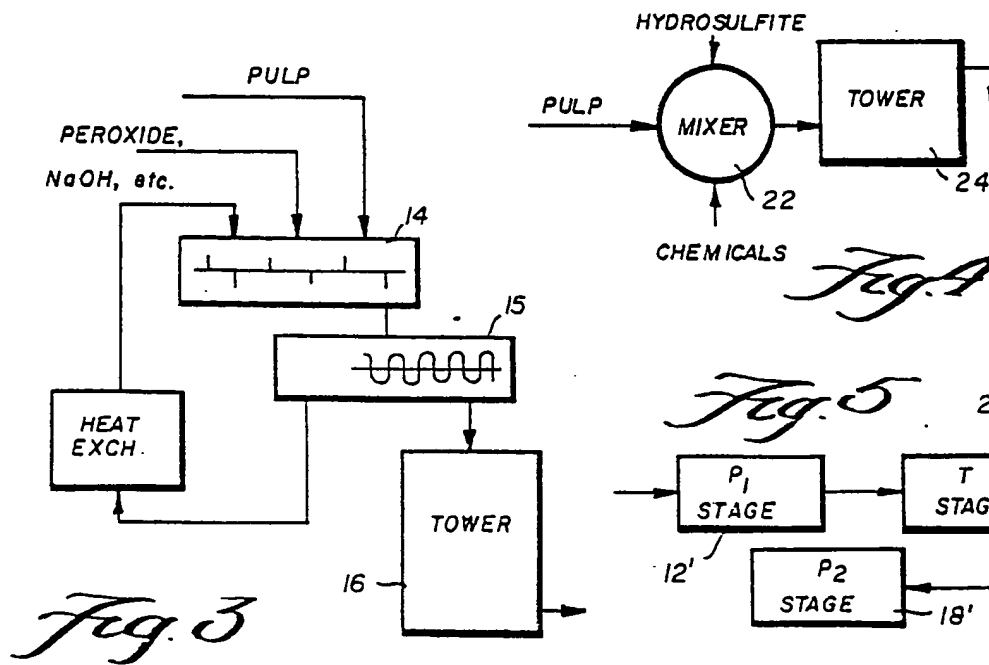 PULP
PEROXIDE,
NaOH, etc.
14
15
HEAT
EXCH.
TOWER
16
Fig. 3
HYDROSULFITE
PULP
MIXER
22
CHEMICALS
TOWER
24
Fig. 4
Fig. 5
2
P1
STAGE
12'
T
STAG
P2
STAGE
18'